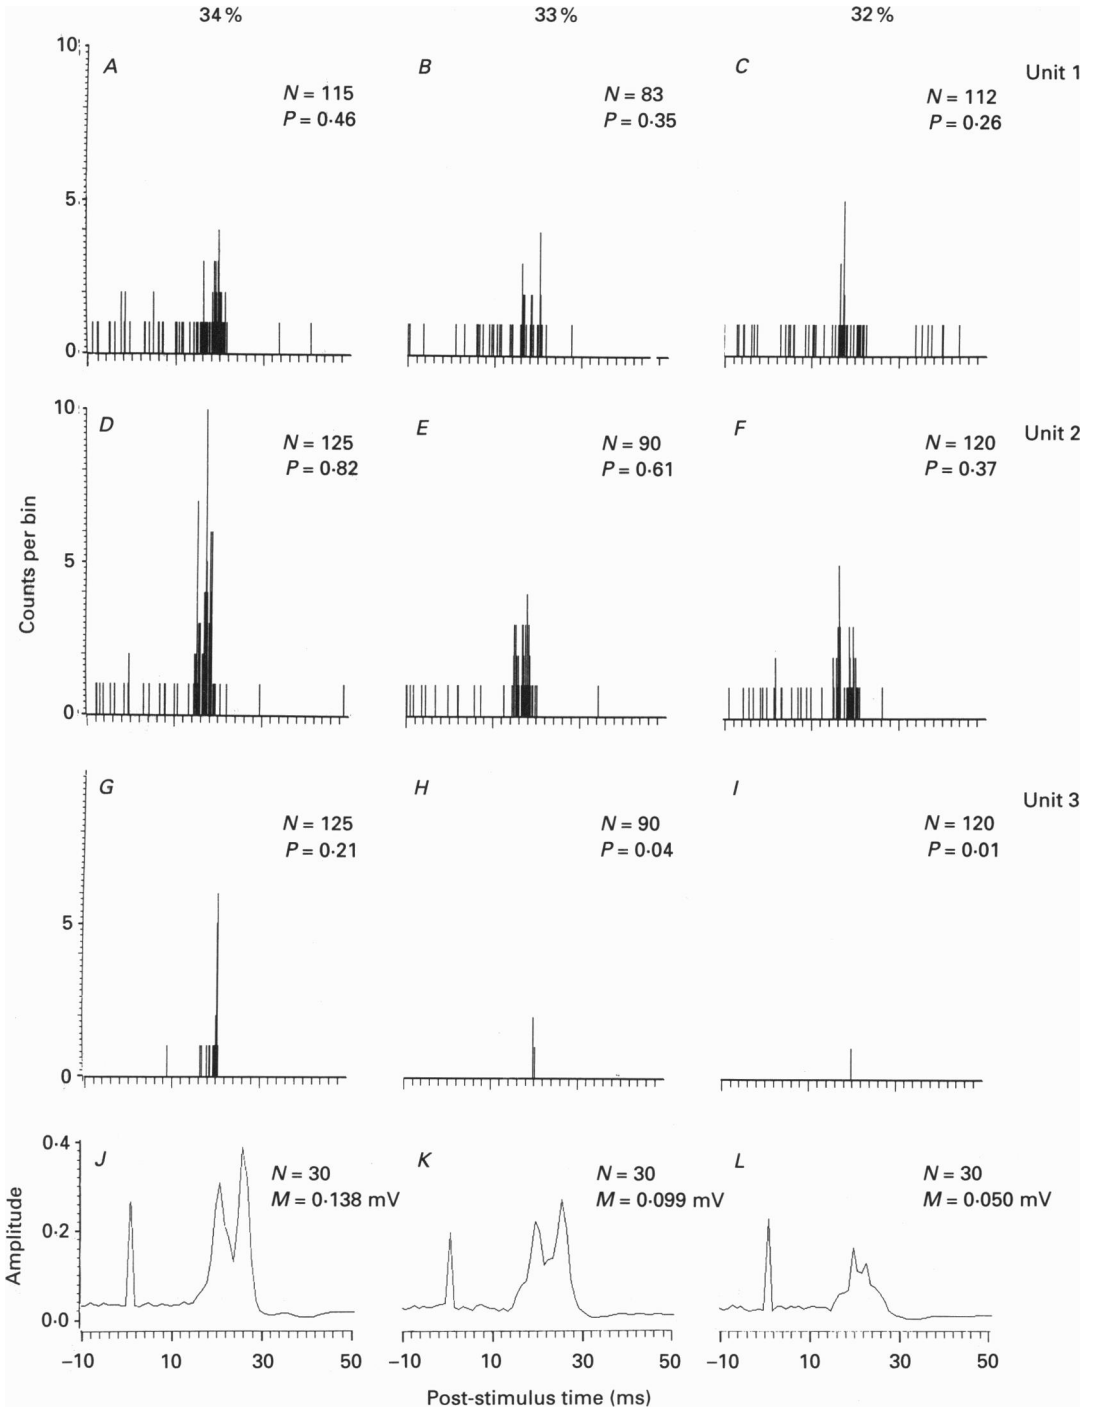 34% 33% 32%
10
A B C Unit 1
N = 115 N = 83 N = 112
P = 0·46 P = 0·35 P = 0·26
5
0
10
D E F Unit 2
N = 125 N = 90 N = 120
P = 0·82 P = 0·61 P = 0·37
Counts per bin
5
0
G H I Unit 3
N = 125 N = 90 N = 120
P = 0·21 P = 0·04 P = 0·01
5
0
0·4
J K L
N = 30 N = 30 N = 30
M = 0·138 mV M = 0·099 mV M = 0·050 mV
Amplitude
0·2
0·0
−10 10 30 50 −10 10 30 50 −10 10 30 50
Post-stimulus time (ms)